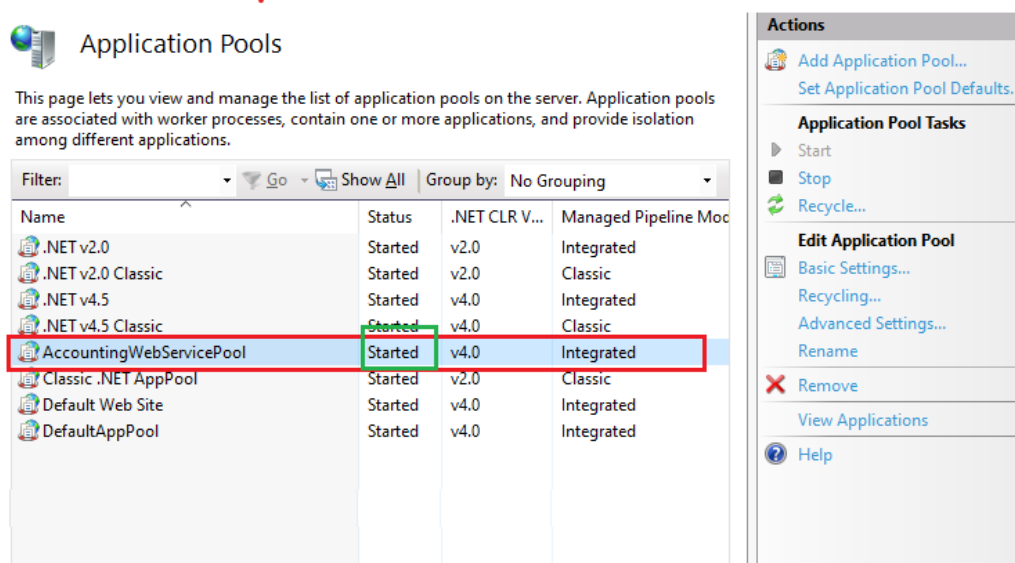 Application Pools
This page lets you view and manage the list of application pools on the server. Application pools
are associated with worker processes, contain one or more applications, and provide isolation
among different applications.
Filter: Go Show All Group by: No Grouping
Name Status .NET CLR V... Managed Pipeline Mod
.NET v2.0 Started v2.0 Integrated
.NET v2.0 Classic Started v2.0 Classic
.NET v4.5 Started v4.0 Integrated
.NET v4.5 Classic Started v4.0 Classic
AccountingWebServicePool Started v4.0 Integrated
Classic .NET AppPool Started v2.0 Classic
Default Web Site Started v4.0 Integrated
DefaultAppPool Started v4.0 Integrated
Actions
Add Application Pool...
Set Application Pool Defaults.
Application Pool Tasks
Start
Stop
Recycle...
Edit Application Pool
Basic Settings...
Recycling...
Advanced Settings...
Rename
Remove
View Applications
Help